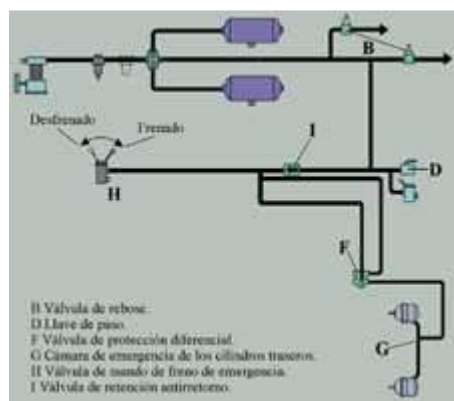 B
Desfrenado
Frenado
I
D
H
F
B Válvula de rebose.
D Llave de paso.
F Válvula de protección diferencial.
G Cámara de emergencia de los cilindros traseros.
H Válvula de mando de freno de emergencia.
I Válvula de retención antirretorno.
G